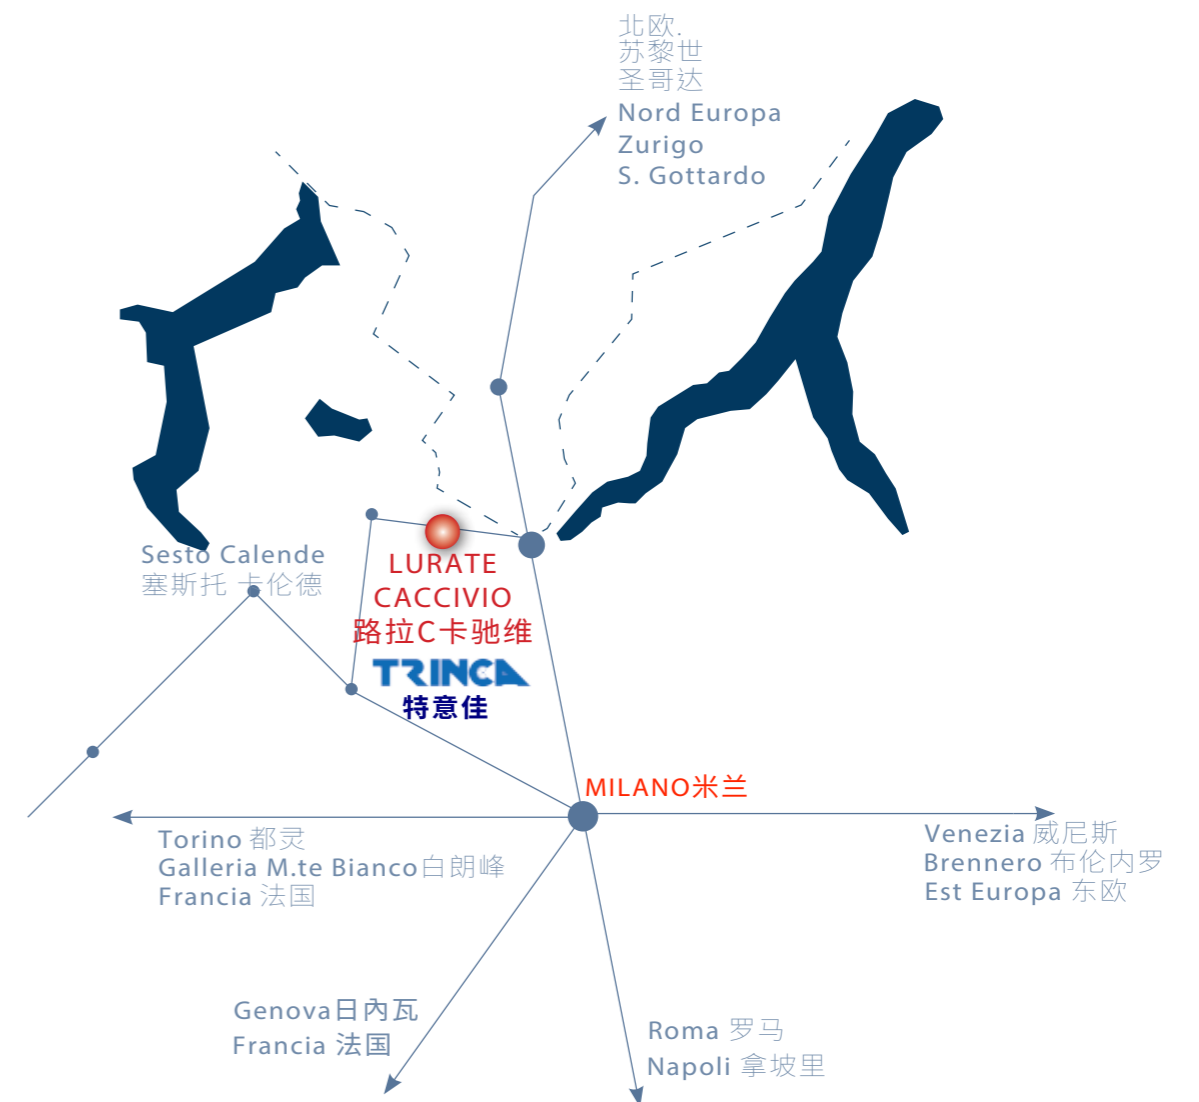 北欧.
苏黎世
圣哥达
Nord Europa
Zurigo
S. Gottardo
Sesto Calende
塞斯托 卡伦德
LURATE
CACCIVIO
路拉C卡驰维
TRINCA
特意佳
MILANO米兰
Torino 都灵
Galleria M.te Bianco白朗峰
Francia 法国
Venezia 威尼斯
Brennero 布伦内罗
Est Europa 东欧
Genova日內瓦
Francia 法国
Roma 罗马
Napoli 拿坡里